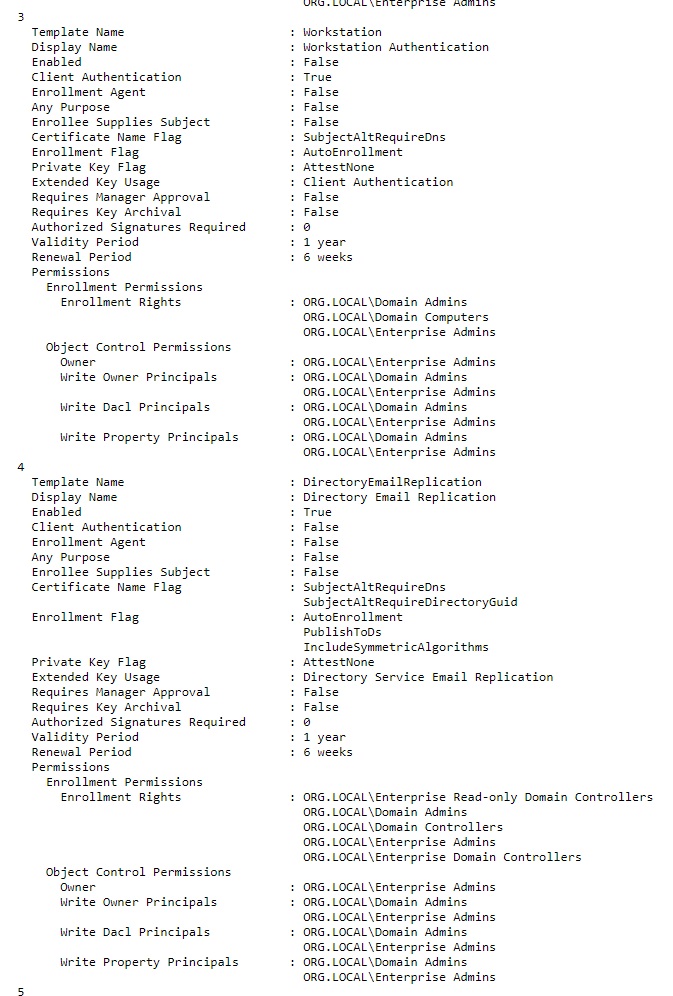 ORG.LOCAL\Enterprise Admins
3
Template Name : Workstation
Display Name : Workstation Authentication
Enabled : False
Client Authentication : True
Enrollment Agent : False
Any Purpose : False
Enrollee Supplies Subject : False
Certificate Name Flag : SubjectAltRequireDns
Enrollment Flag : AutoEnrollment
Private Key Flag : AttestNone
Extended Key Usage : Client Authentication
Requires Manager Approval : False
Requires Key Archival : False
Authorized Signatures Required : 0
Validity Period : 1 year
Renewal Period : 6 weeks
Permissions
Enrollment Permissions
Enrollment Rights : ORG.LOCAL\Domain Admins
ORG.LOCAL\Domain Computers
ORG.LOCAL\Enterprise Admins
Object Control Permissions
Owner : ORG.LOCAL\Enterprise Admins
Write Owner Principals : ORG.LOCAL\Domain Admins
ORG.LOCAL\Enterprise Admins
Write Dacl Principals : ORG.LOCAL\Domain Admins
ORG.LOCAL\Enterprise Admins
Write Property Principals : ORG.LOCAL\Domain Admins
ORG.LOCAL\Enterprise Admins
4
Template Name : DirectoryEmailReplication
Display Name : Directory Email Replication
Enabled : True
Client Authentication : False
Enrollment Agent : False
Any Purpose : False
Enrollee Supplies Subject : False
Certificate Name Flag : SubjectAltRequireDns
SubjectAltRequireDirectoryGuid
Enrollment Flag : AutoEnrollment
PublishToDs
IncludeSymmetricAlgorithms
Private Key Flag : AttestNone
Extended Key Usage : Directory Service Email Replication
Requires Manager Approval : False
Requires Key Archival : False
Authorized Signatures Required : 0
Validity Period : 1 year
Renewal Period : 6 weeks
Permissions
Enrollment Permissions
Enrollment Rights : ORG.LOCAL\Enterprise Read-only Domain Controllers
ORG.LOCAL\Domain Admins
ORG.LOCAL\Domain Controllers
ORG.LOCAL\Enterprise Admins
ORG.LOCAL\Enterprise Domain Controllers
Object Control Permissions
Owner : ORG.LOCAL\Enterprise Admins
Write Owner Principals : ORG.LOCAL\Domain Admins
ORG.LOCAL\Enterprise Admins
Write Dacl Principals : ORG.LOCAL\Domain Admins
ORG.LOCAL\Enterprise Admins
Write Property Principals : ORG.LOCAL\Domain Admins
ORG.LOCAL\Enterprise Admins
5